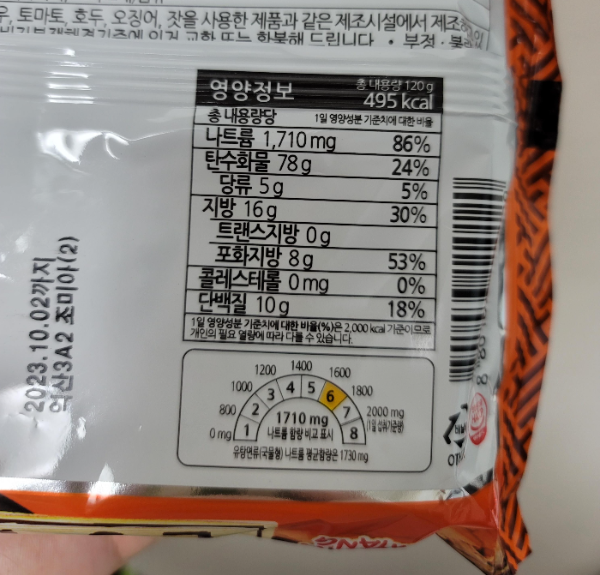 토마토, 호두, 오징어, 잣을 사용한 제품과 같은 제조시설에서 제조
교환 또는 환불해 드립니다 • 부정·불량
영양정보
총 내용량 120 g
495 kcal
총 내용량당 1일 영양성분 기준치에 대한 비율
나트륨 1,710 mg 86%
탄수화물 78 g 24%
당류 5 g 5%
지방 16 g 30%
트랜스지방 0 g
포화지방 8 g 53%
콜레스테롤 0 mg 0%
단백질 10 g 18%
1일 영양성분 기준치에 대한 비율(%)은 2,000 kcal 기준이므로
개인의 필요 열량에 따라 다를 수 있습니다.
0 mg 800 1000 1200 1400 1600 1800 2000 mg
(1일 섭취기준량)
1 2 3 4 5 6 7 8
1710 mg
나트륨 함량 비교 표시
유탕면류(국물형) 나트륨 평균함량은 1730 mg
2023.10.02까지
익산3A2 조미아(2)